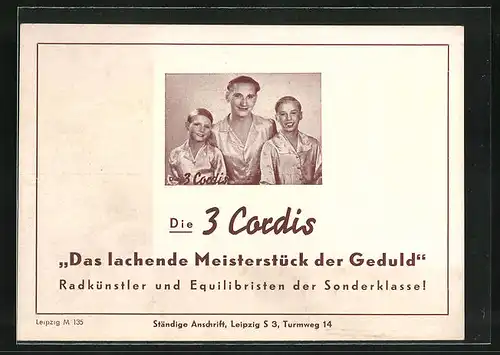 3 Cordis
Die 3 Cordis
„Das lachende Meisterstück der Geduld“
Radkünstler und Equilibristen der Sonderklasse!
Leipzig M 135
Ständige Anschrift, Leipzig S 3, Turmweg 14